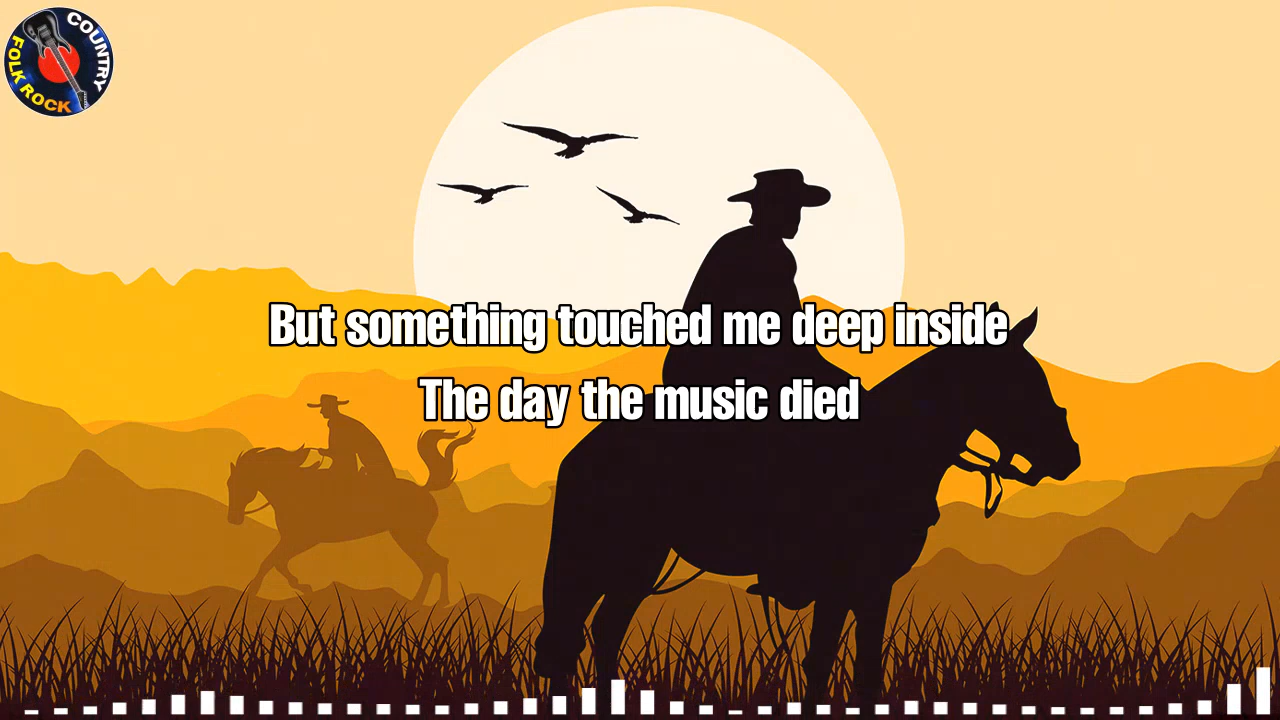 COUNTRY
FOLK ROCK
But something touched me deep inside
The day the music died